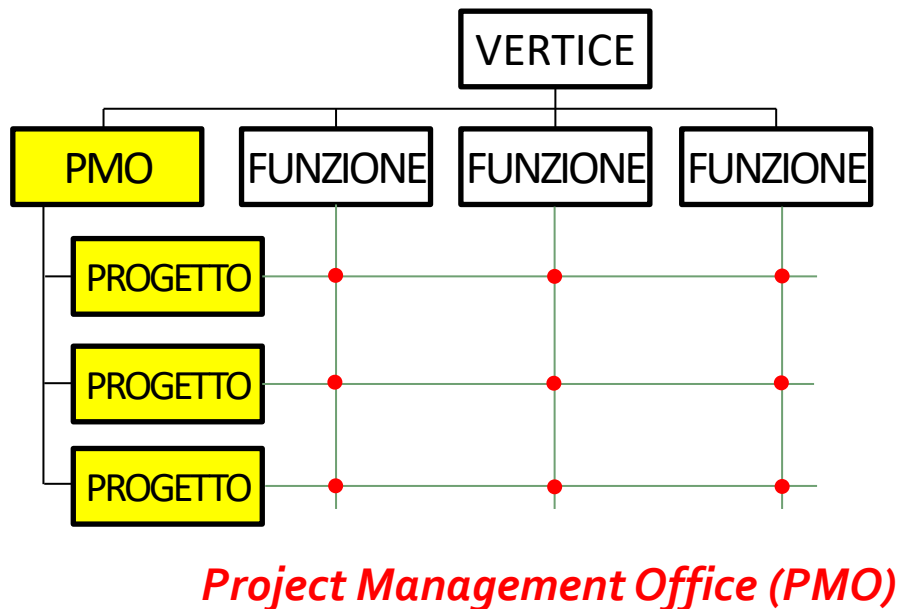 VERTICE
PMO FUNZIONE FUNZIONE FUNZIONE
PROGETTO
PROGETTO
PROGETTO
Project Management Office (PMO)